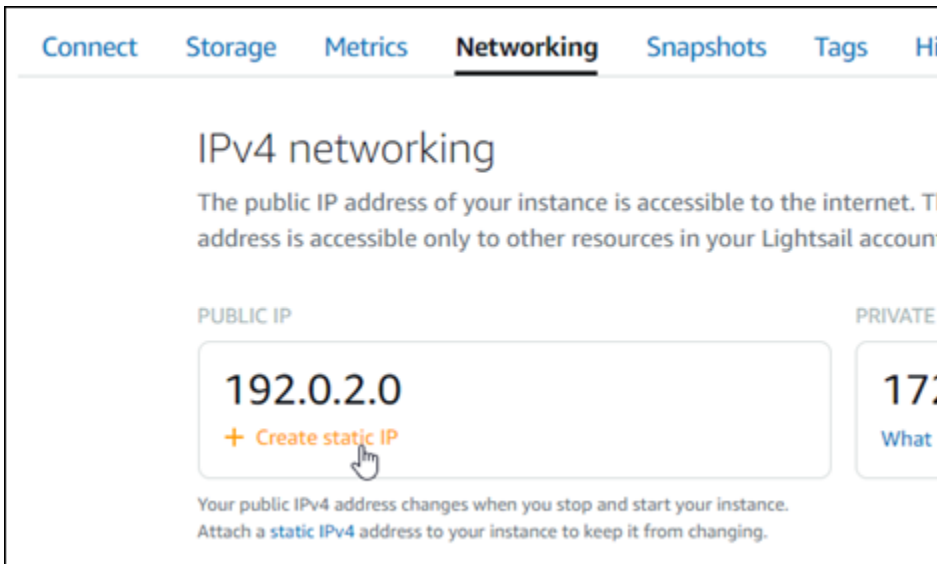 Connect Storage Metrics Networking Snapshots Tags
IPv4 networking
The public IP address of your instance is accessible to the internet.
address is accessible only to other resources in your Lightsail
PUBLIC IP PRIVATE
192.0.2.0
+ Create static IP What
Your public IPv4 address changes when you stop and start your instance.
Attach a static IPv4 address to your instance to keep it from changing.